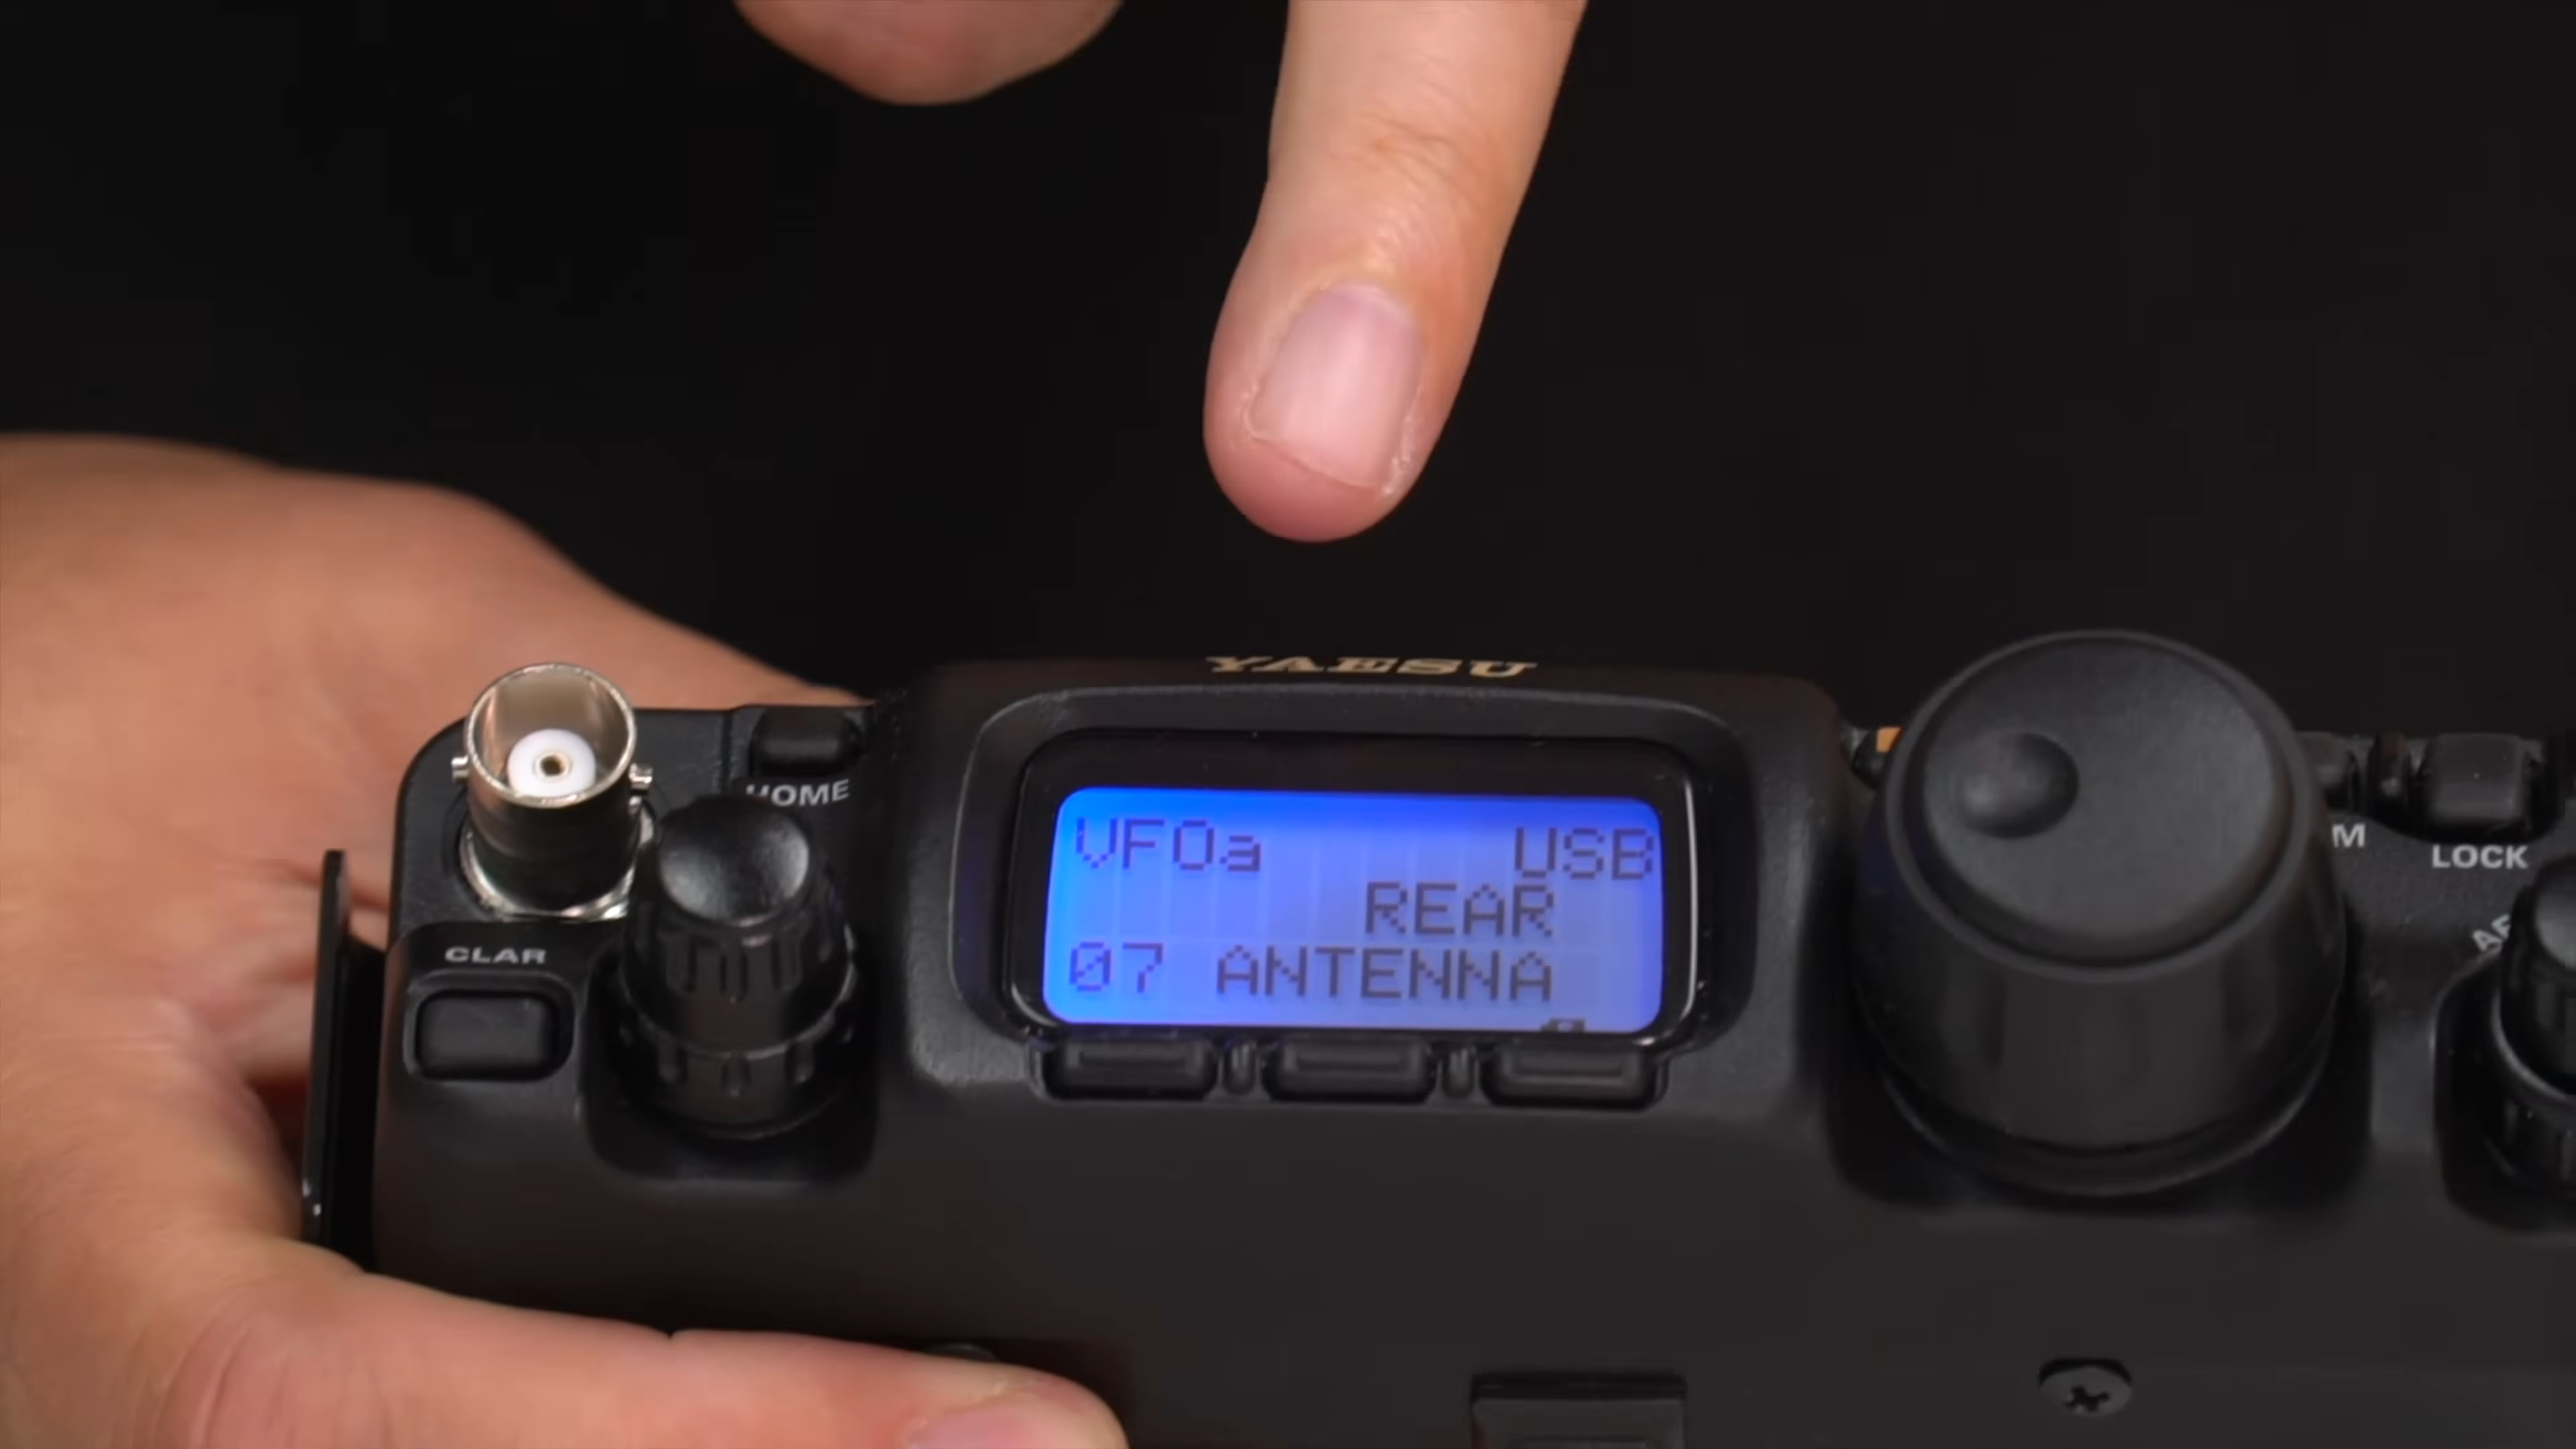 YAESU
HOME
VFOa USB
REAR
07 ANTENNA
CLAR
LOCK